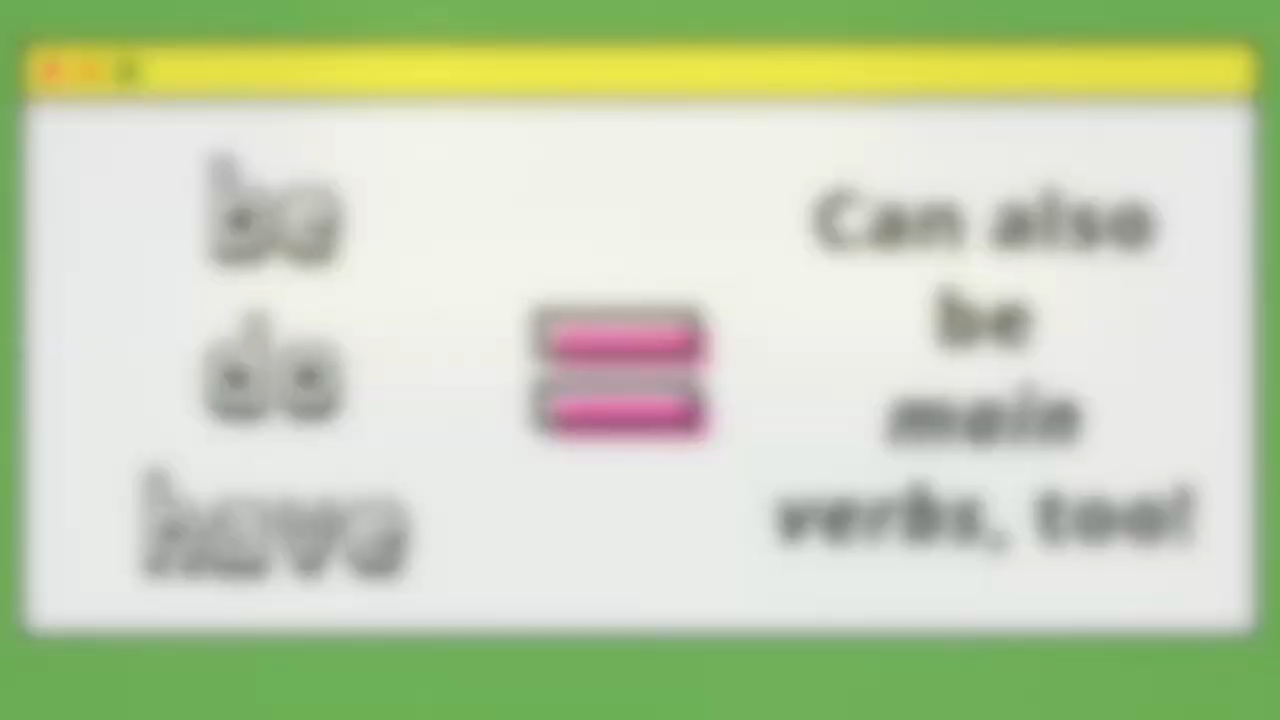 be
do
have
=
Can also
be
main
verbs, too!